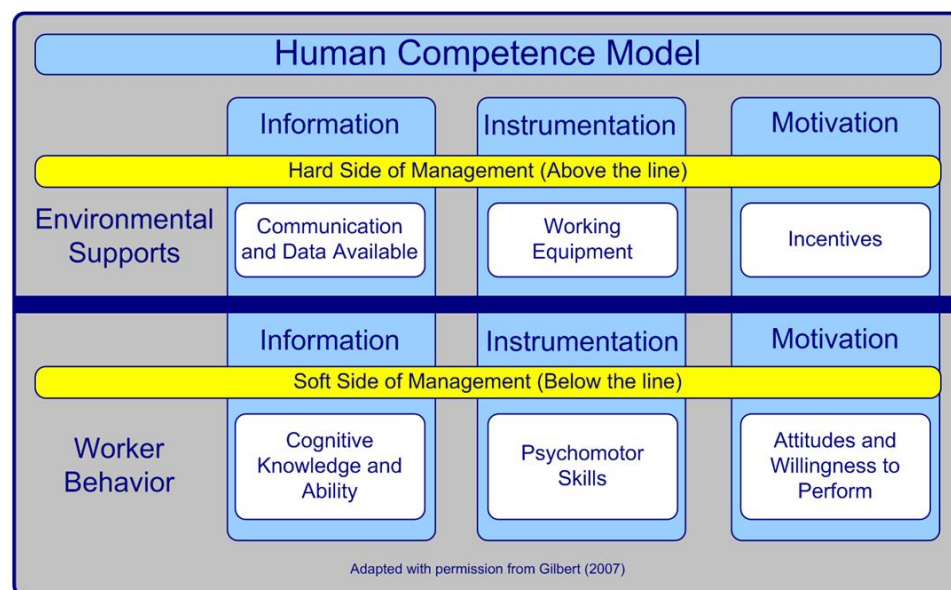 Human Competence Model
Information
Instrumentation
Motivation
Hard Side of Management (Above the line)
Environmental
Supports
Communication
and Data Available
Working
Equipment
Incentives
Information
Instrumentation
Motivation
Soft Side of Management (Below the line)
Worker
Behavior
Cognitive
Knowledge and
Ability
Psychomotor
Skills
Attitudes and
Willingness to
Perform
Adapted with permission from Gilbert (2007)